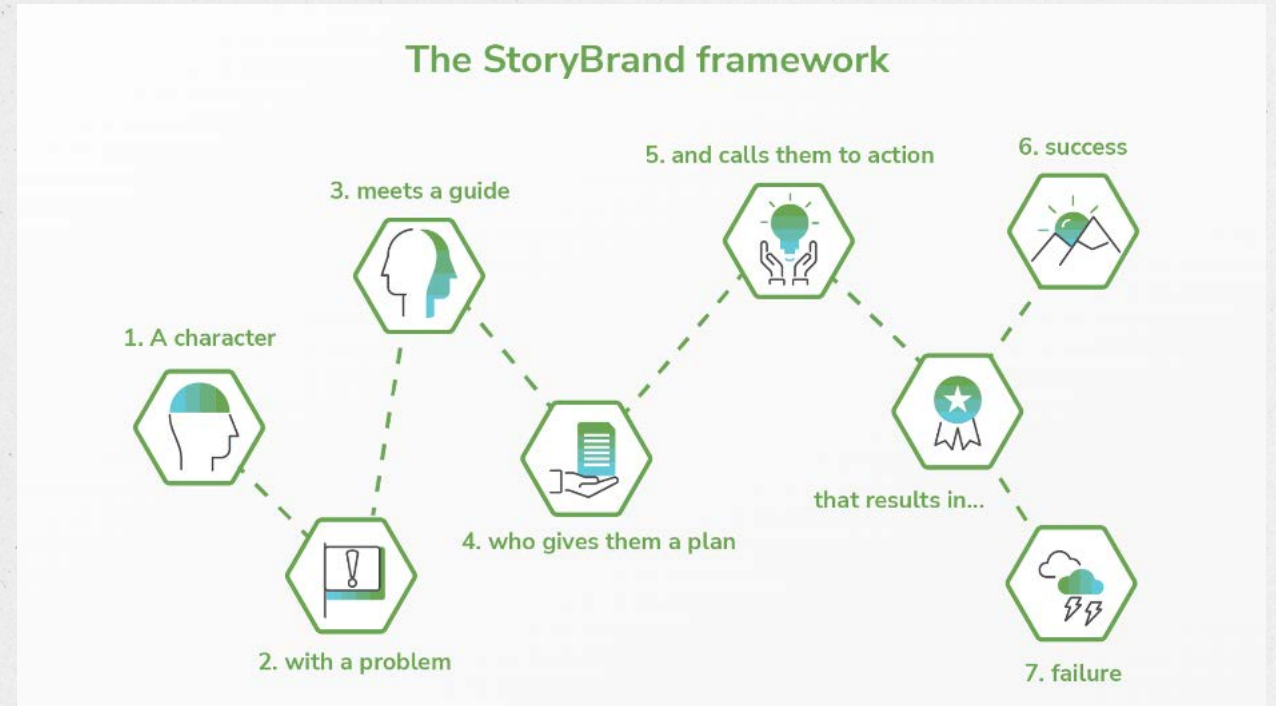 The StoryBrand framework
1. A character
2. with a problem
3. meets a guide
4. who gives them a plan
5. and calls them to action
that results in...
6. success
7. failure